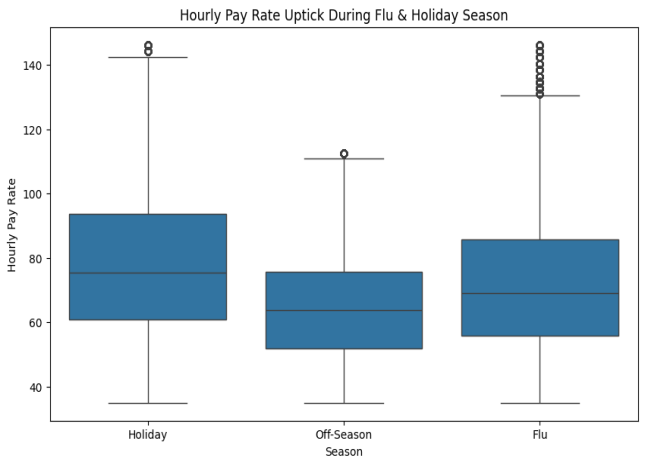 Hourly Pay Rate Uptick During Flu & Holiday Season
140
120
100
80
60
40
Hourly Pay Rate
Holiday
Off-Season
Flu
Season